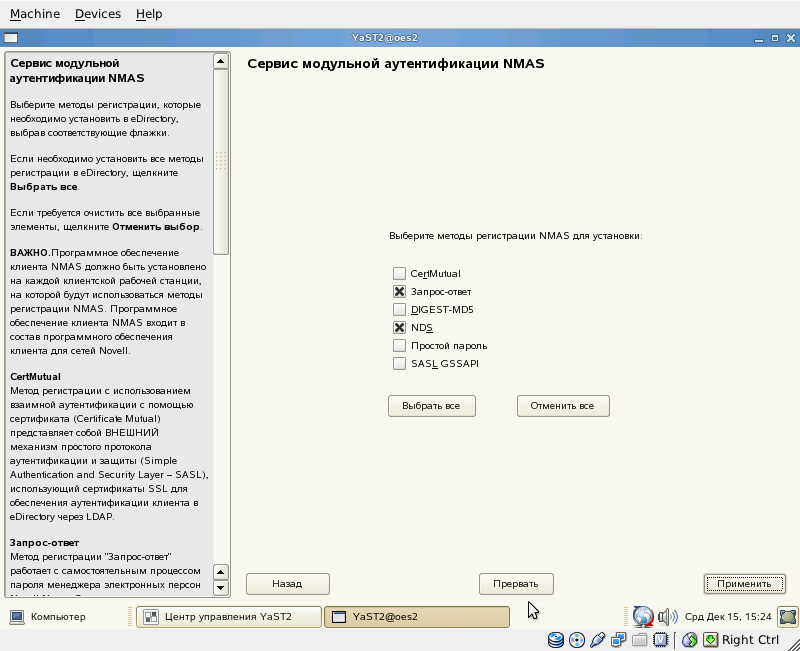 Machine Devices Help
YaST2@oes2
Сервис модульной
аутентификации NMAS
Выберите методы регистрации, которые
необходимо установить в eDirectory,
выбрав соответствующие флажки.
Если необходимо установить все методы
регистрации в eDirectory, щелкните
Выбрать все.
Если требуется очистить все выбранные
элементы, щелкните Отменить выбор.
ВАЖНО.Программное обеспечение
клиента NMAS должно быть установлено
на каждой клиентской рабочей станции,
на которой будут использоваться методы
регистрации NMAS. Программное
обеспечение клиента NMAS входит в
состав программного обеспечения
клиента для сетей Novell.
CertMutual
Метод регистрации с использованием
взаимной аутентификации с помощью
сертификата (Certificate Mutual)
представляет собой ВНЕШНИЙ
механизм простого протокола
аутентификации и защиты (Simple
Authentication and Security Layer – SASL),
использующий сертификаты SSL для
обеспечения аутентификации клиента в
eDirectory через LDAP.
Запрос-ответ
Метод регистрации "Запрос-ответ"
работает с самостоятельным процессом
пароля менеджера электронных персон
Сервис модульной аутентификации NMAS
Выберите методы регистрации NMAS для установки:
CertMutual
Запрос-ответ
DIGEST-MD5
NDS
Простой пароль
SASL GSSAPI
Выбрать все
Отменить все
Назад
Прервать
Применить
Компьютер
Центр управления YaST2
YaST2@oes2
Срд Дек 15, 15:24
Right Ctrl